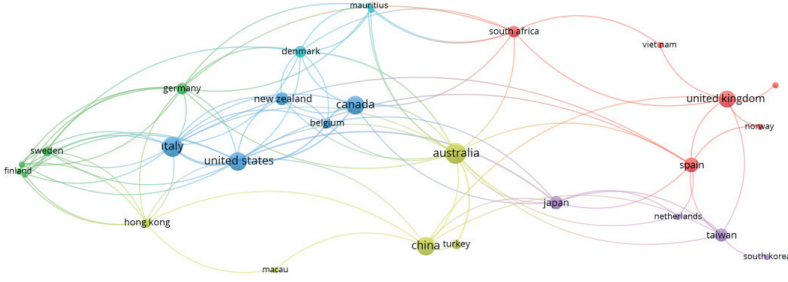 mauritius
south africa
viet nam
denmark
germany
new zealand
canada
united kingdom
belgium
norway
italy
sweden
united states
australia
spain
finland
japan
netherlands
hong kong
taiwan
china
turkey
south korea
macau